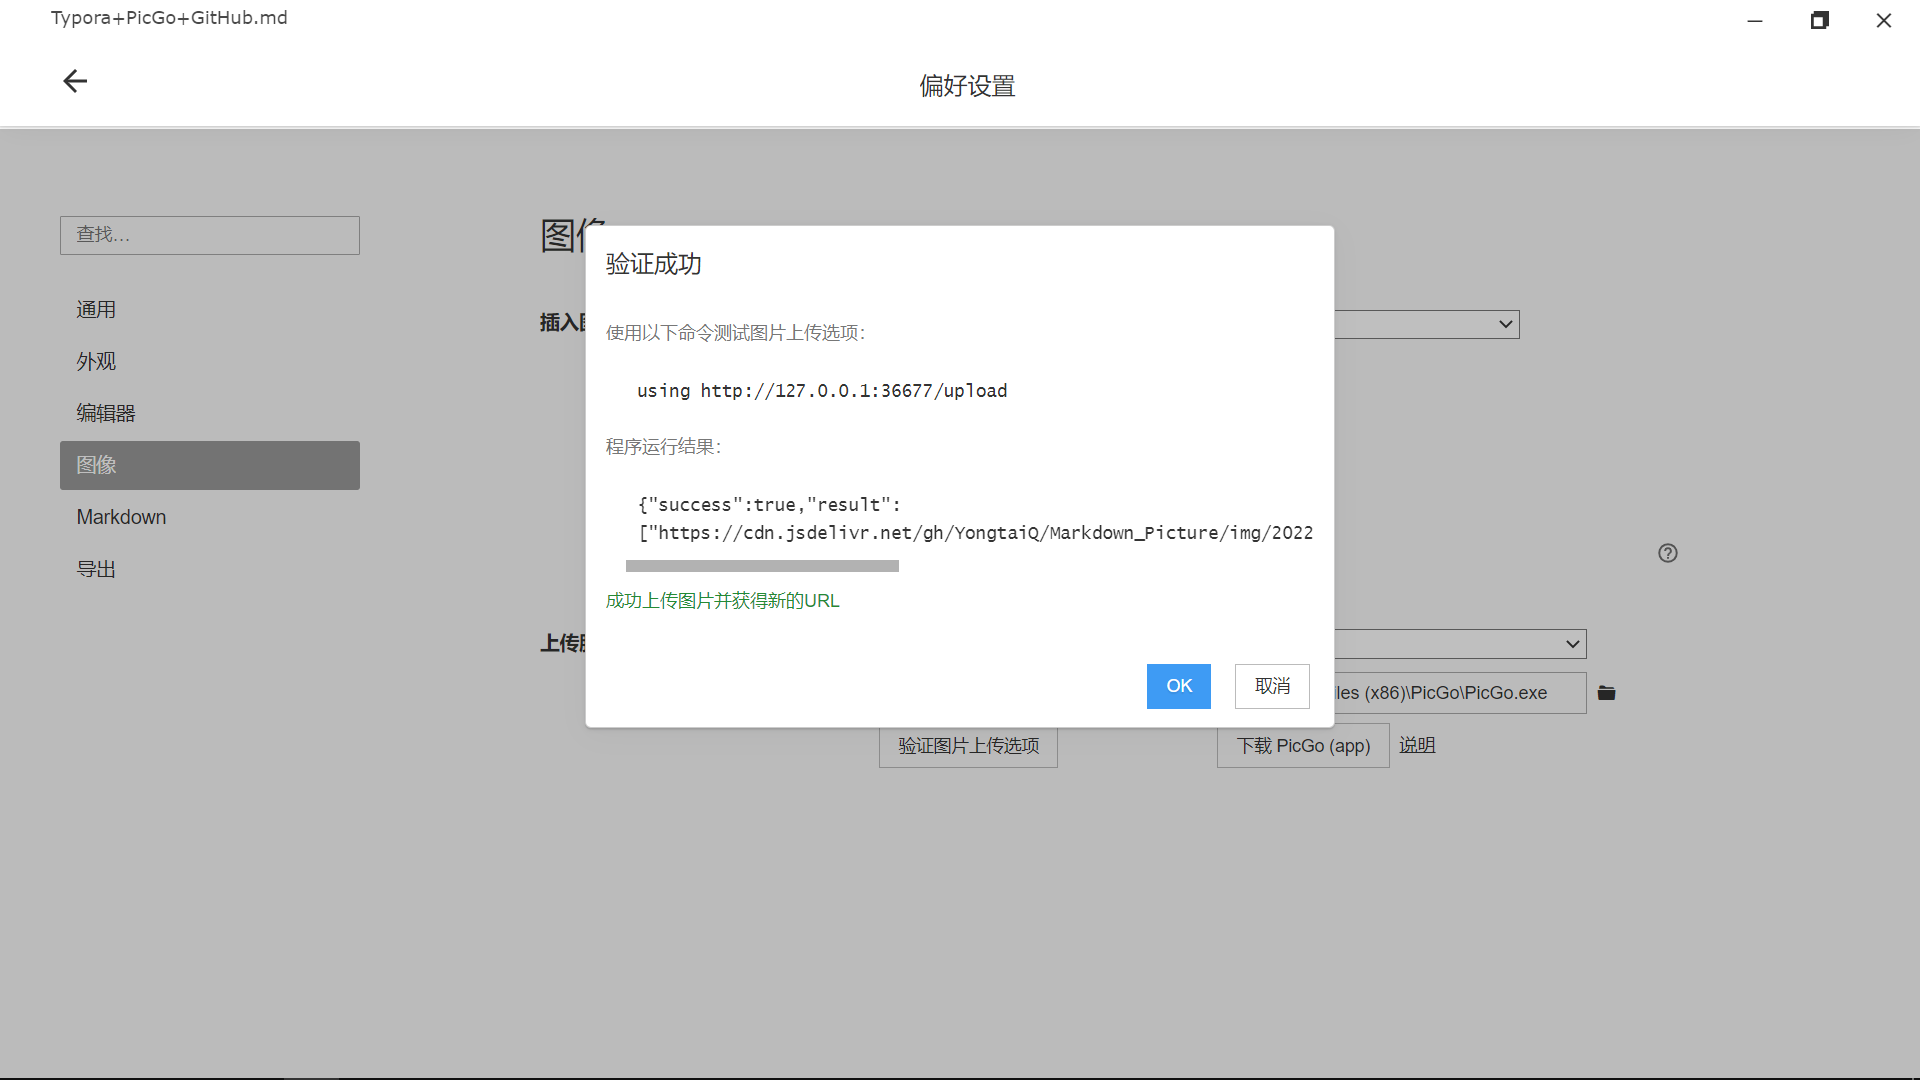 Typora+PicGo+GitHub.md
偏好设置
查找...
通用
外观
编辑器
图像
Markdown
导出
图像
插入
上传
验证成功
使用以下命令测试图片上传选项：
using http://127.0.0.1:36677/upload
程序运行结果：
{"success":true,"result":
["https://cdn.jsdelivr.net/gh/YongtaiQ/Markdown_Picture/img/2022
成功上传图片并获得新的URL
OK
取消
iles (x86)\PicGo\PicGo.exe
验证图片上传选项
下载 PicGo (app)
说明